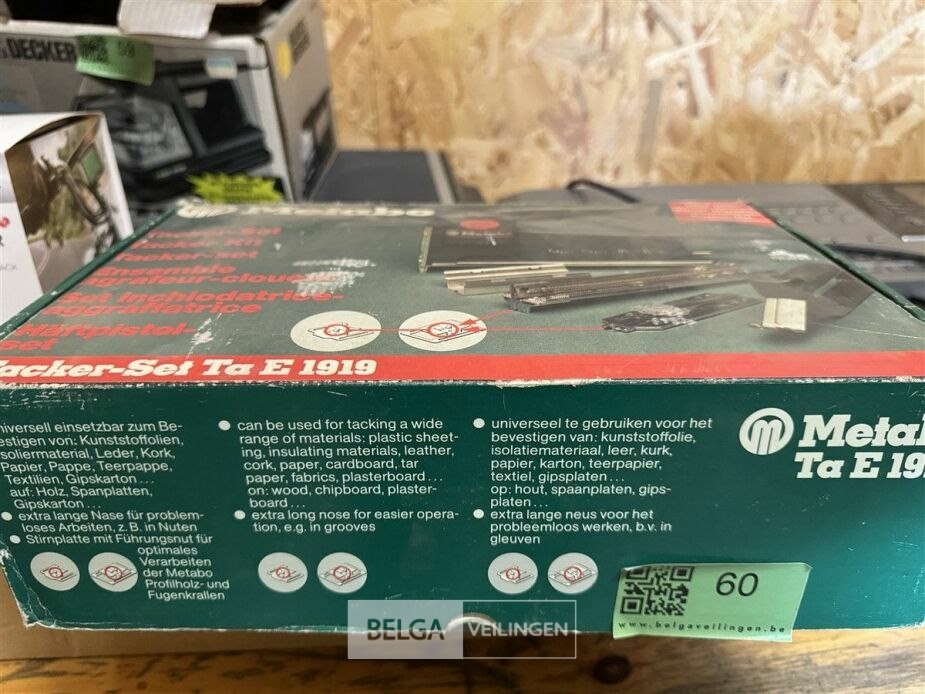 DECKER
59
Metabo
Tacker-Set
Tacker Kit
Tacker-set
Ensemble
agrafeur-cloueur
Set inchiodatrice-
aggraffatrice
Häftpistol-
set
Tacker-Set Ta E 1919
niversell einsetzbar zum Be-
estigen von: Kunststoffolien,
soliermaterial, Leder, Kork,
Papier, Pappe, Teerpappe,
Textilien, Gipskarton...
auf: Holz, Spanplatten,
Gipskarton...
● extra lange Nase für problem-
loses Arbeiten, z. B. in Nuten
● Stirnplatte mit Führungsnut für
optimales
Verarbeiten
der Metabo
Profilholz- und
Fugenkrallen
● can be used for tacking a wide
range of materials: plastic sheet-
ing, insulating materials, leather,
cork, paper, cardboard, tar
paper, fabrics, plasterboard...
on: wood, chipboard, plaster-
board...
● extra long nose for easier opera-
tion, e.g. in grooves
● universeel te gebruiken voor het
bevestigen van: kunststoffolie,
isolatiemateriaal, leer, kurk,
papier, karton, teerpapier,
textiel, gipsplaten...
op: hout, spaanplaten, gips-
platen...
● extra lange neus voor het
probleemloos werken, b.v. in
gleuven
Metab
Ta E 19
60
www.belgaveilingen.be
BELGA VEILINGEN